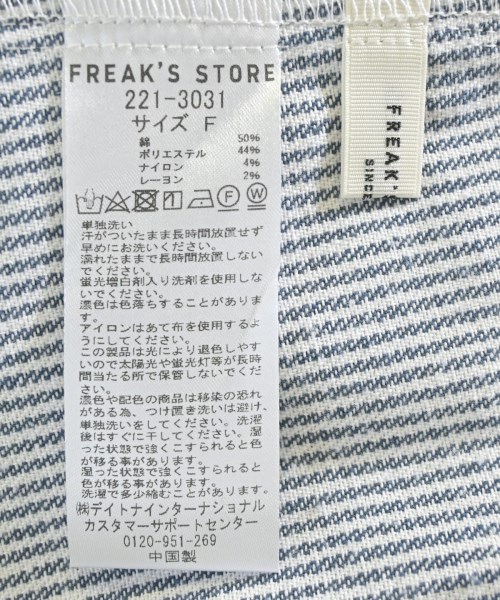 FREAK'S STORE
221-3031
サイズ F
綿 50%
ポリエステル 44%
ナイロン 4%
レーヨン 2%
単独洗い
汗がついたまま長時間放置せず
早めにお洗いください。
濡れたままで長時間放置しない
でください。
蛍光増白剤入り洗剤を使用しな
いでください。
濃色は色落ちすることがありま
す。
アイロンはあて布を使用するよ
うにしてください。
この製品は光により退色しやす
いので太陽光や蛍光灯等が長時
間当たる所で保管しないでくだ
さい。
濃色や配色の商品は移染の恐れ
がある為、つけ置き洗いは避け、
単独洗いをしてください。洗濯
後はすぐに干してください。湿
った状態で強くこすられると色
が移る事があります。
湿った状態で強くこすられると
色が移る事があります。
洗濯で多少縮むことがあります。
㈱デイトナインターナショナル
カスタマーサポートセンター
0120-951-269
中国製
FREAK'
SINCE